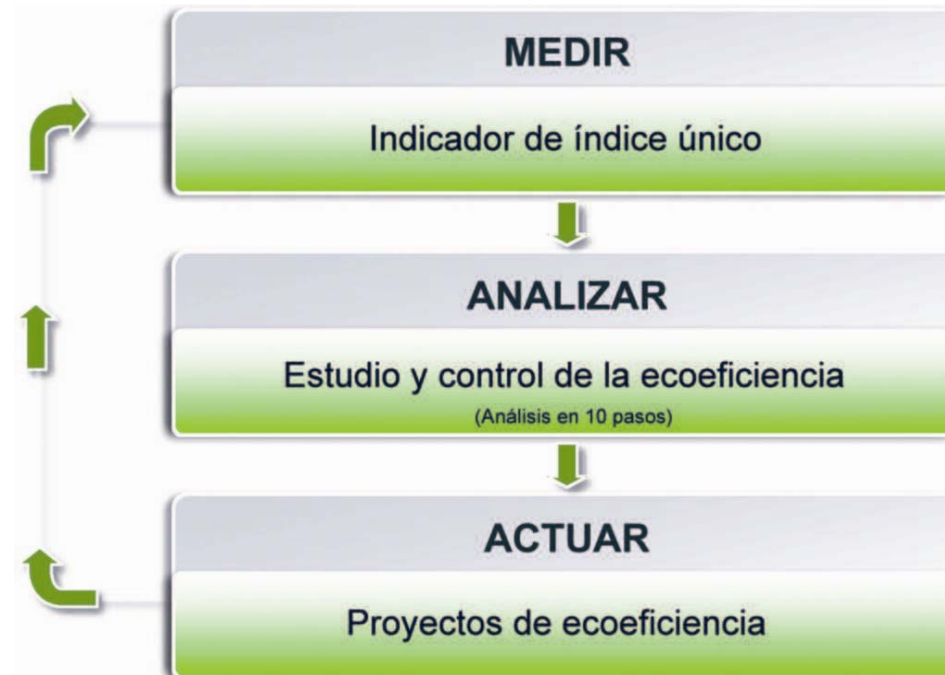 MEDIR
Indicador de índice único
ANALIZAR
Estudio y control de la ecoeficiencia
(Análisis en 10 pasos)
ACTUAR
Proyectos de ecoeficiencia